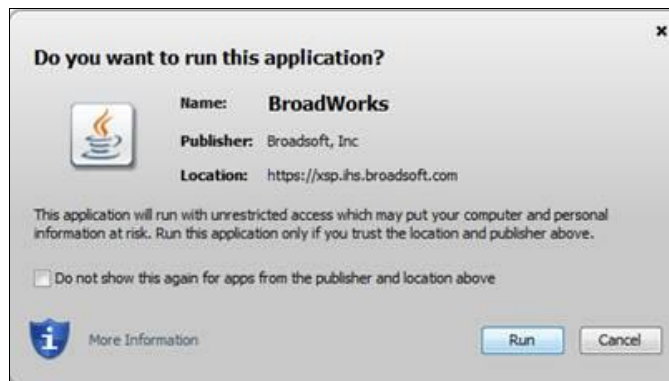 Do you want to run this application?
Name: BroadWorks
Publisher: Broadsoft, Inc
Location: https://xsp.ihs.broadsoft.com
This application will run with unrestricted access which may put your computer and personal
information at risk. Run this application only if you trust the location and publisher above.
Do not show this again for apps from the publisher and location above
More Information
Run
Cancel